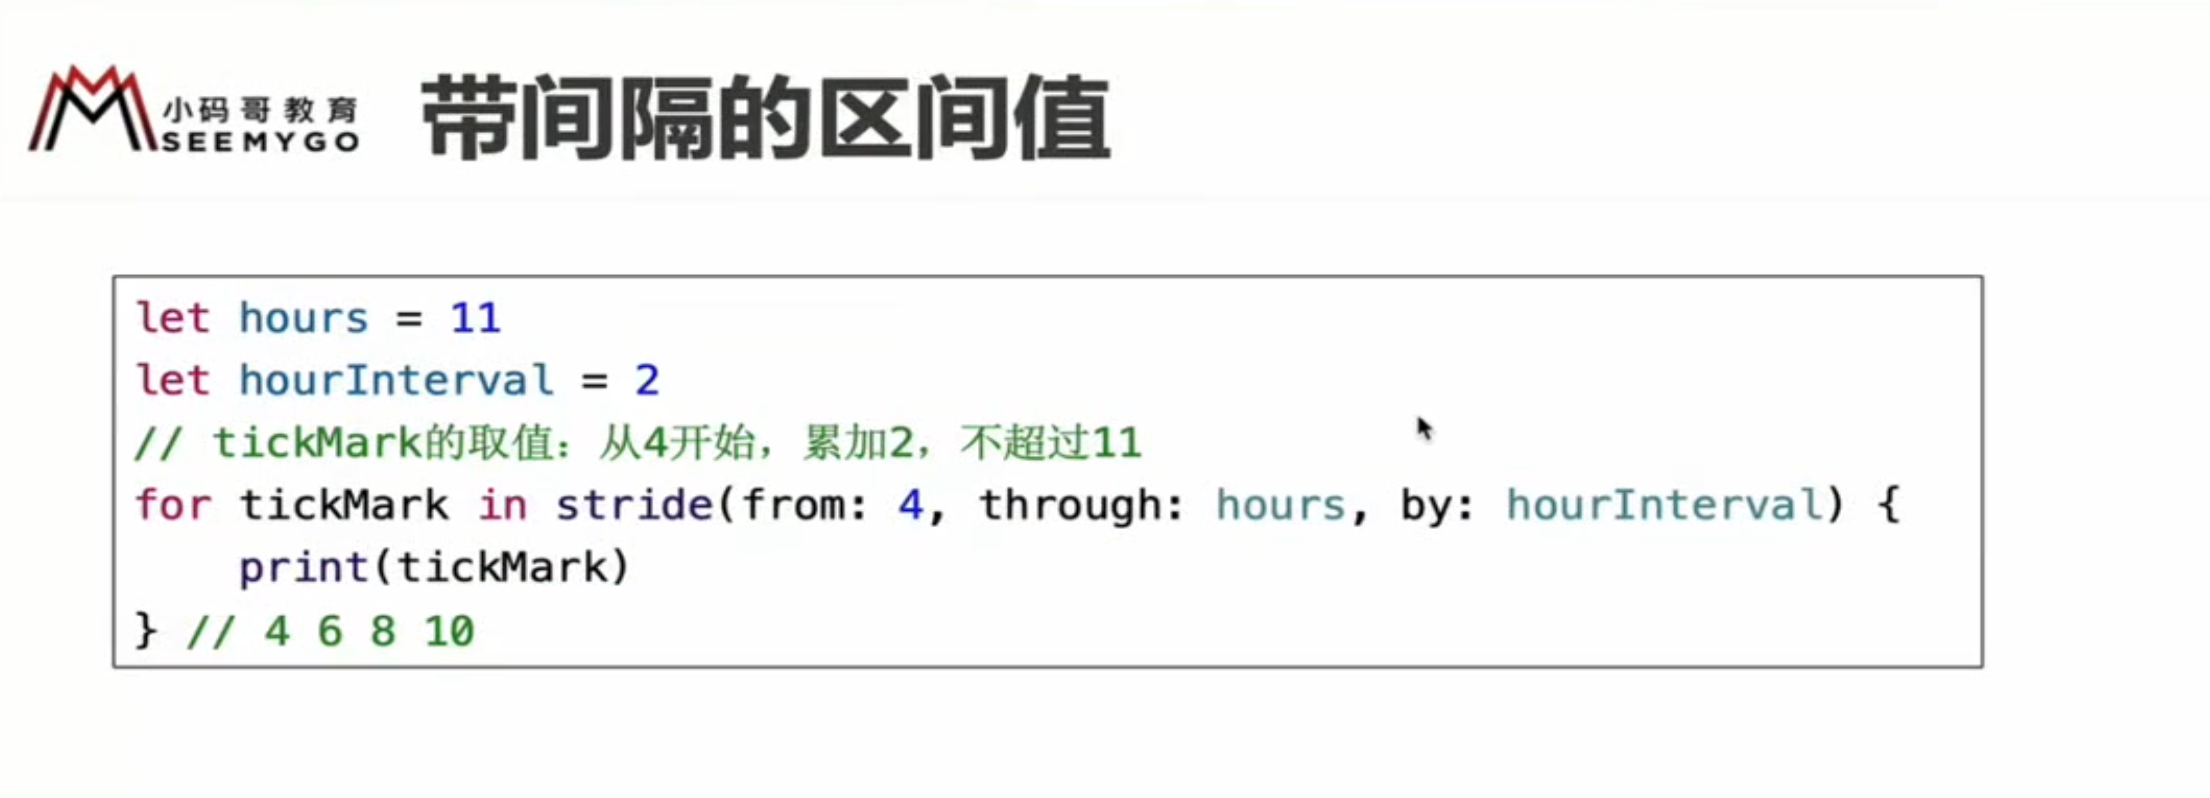 小码哥教育
SEEMYGO
带间隔的区间值
let hours = 11
let hourInterval = 2
// tickMark的取值：从4开始，累加2，不超过11
for tickMark in stride(from: 4, through: hours, by: hourInterval) {
    print(tickMark)
} // 4 6 8 10